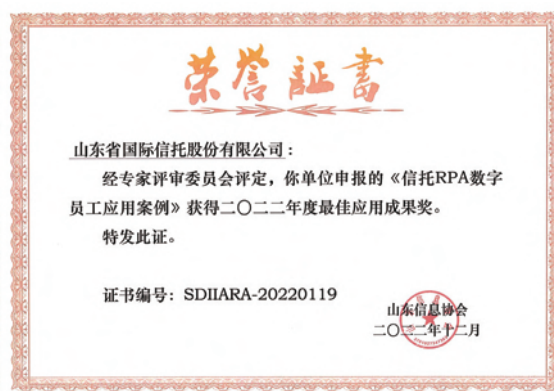 荣誉証書
山东省国际信托股份有限公司：
经专家评审委员会评定，你单位申报的《信托RPA数字
员工应用案例》获得二〇二二年度最佳应用成果奖。
特发此证。
证书编号：SDIIARA-20220119
山东信息协会
二〇二二年十二月